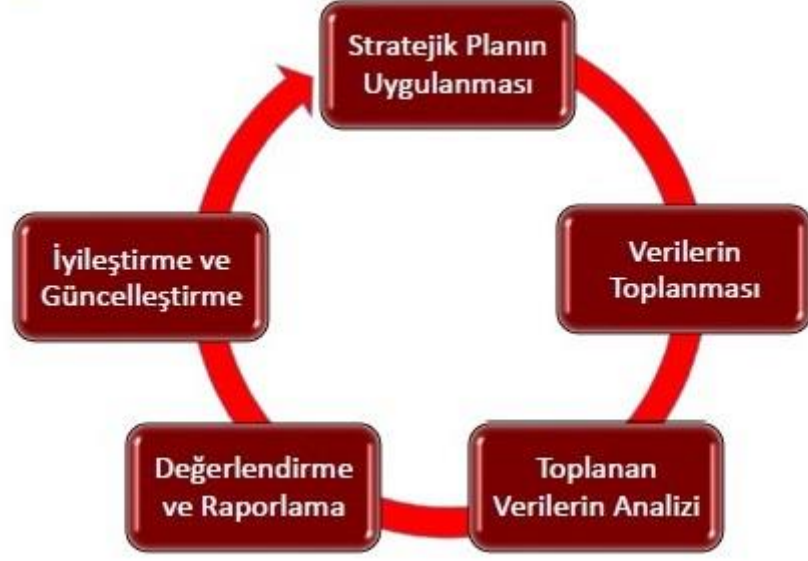 Stratejik Planın
Uygulanması
Verilerin
Toplanması
Toplanan
Verilerin Analizi
Değerlendirme
ve Raporlama
İyileştirme ve
Güncelleştirme